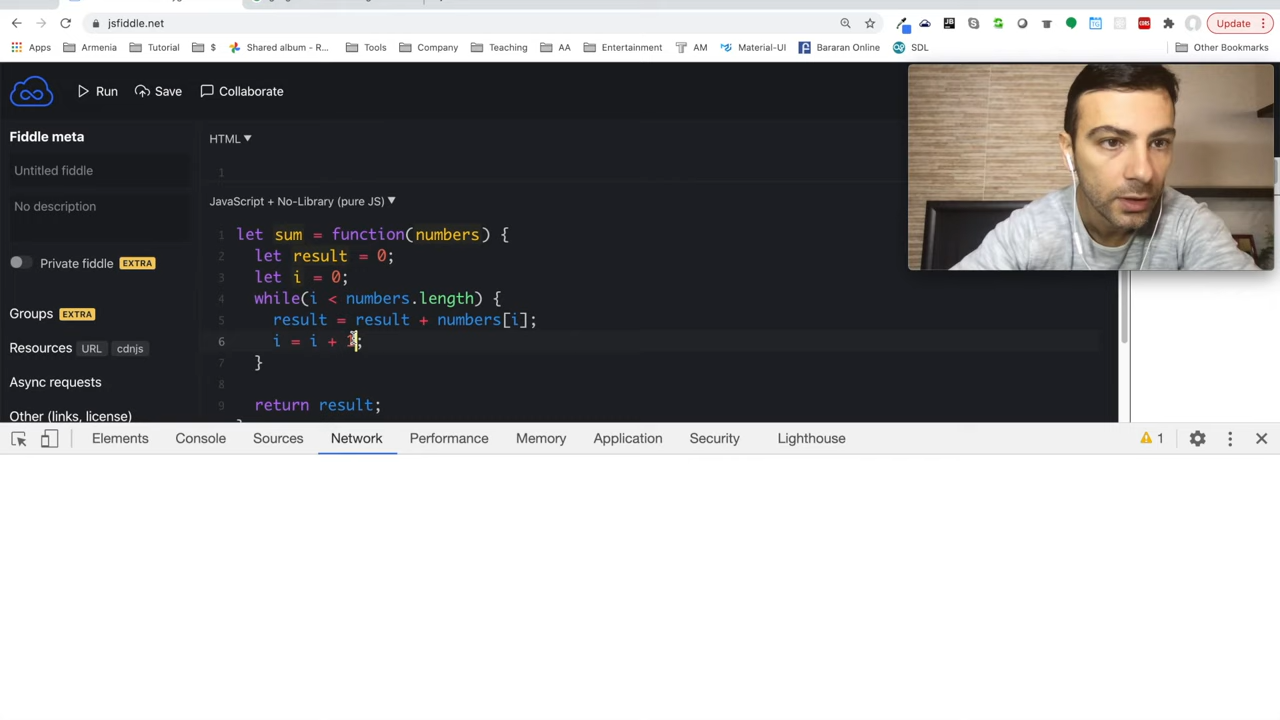 jsfiddle.net
Update
Apps
Armenia
Tutorial
$
Shared album - R...
Tools
Company
Teaching
AA
Entertainment
AM
Material-UI
Bararan Online
SDL
Other Bookmarks
Run
Save
Collaborate
Fiddle meta
HTML
Untitled fiddle
1
No description
JavaScript + No-Library (pure JS)
1 let sum = function(numbers) {
2 let result = 0;
Private fiddle EXTRA
3 let i = 0;
4 while(i < numbers.length) {
Groups EXTRA
5 result = result + numbers[i];
Resources URL cdnjs
6 i = i + 1;
7 }
Async requests
8
9 return result;
Other (links, license)
Elements
Console
Sources
Network
Performance
Memory
Application
Security
Lighthouse
1